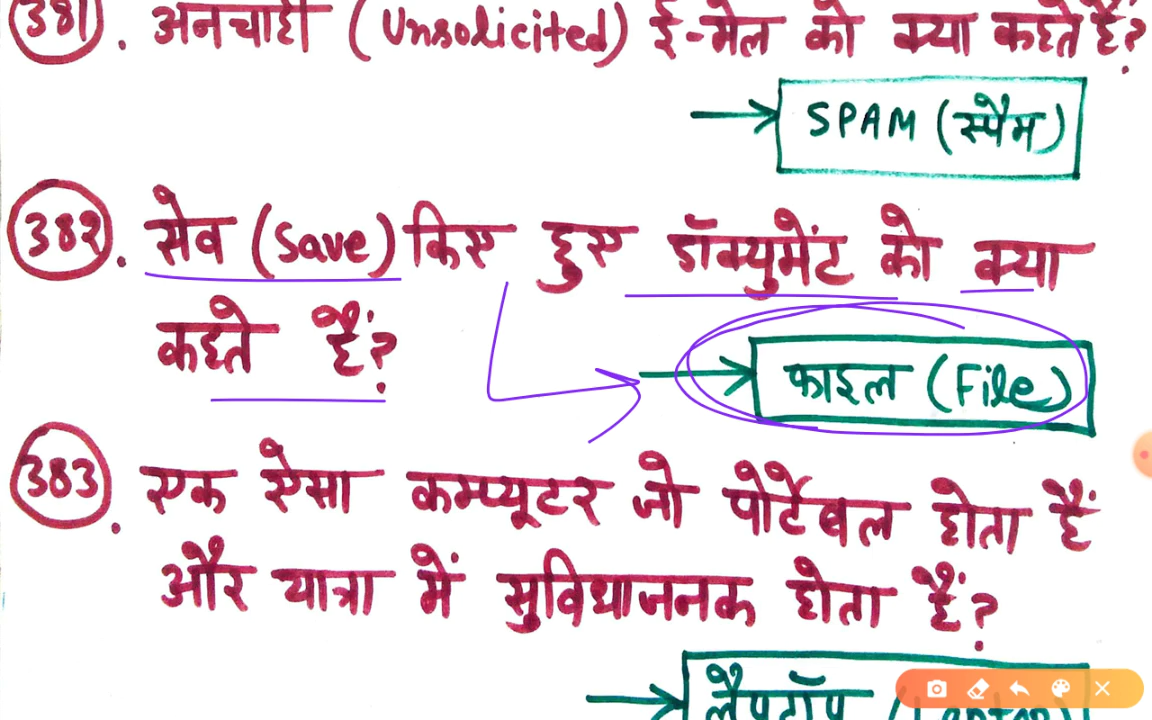 381. अनचाही (Unsolicited) ई-मेल को क्या कहते हैं?
SPAM (स्पैम)
382. सेव (Save) किए हुए डॉक्युमेंट को क्या
कहते हैं?
फाइल (File)
383. एक ऐसा कम्प्यूटर जो पोर्टेबल होता हैं
और यात्रा में सुविधाजनक होता हैं?
लैपटॉप (Laptop)